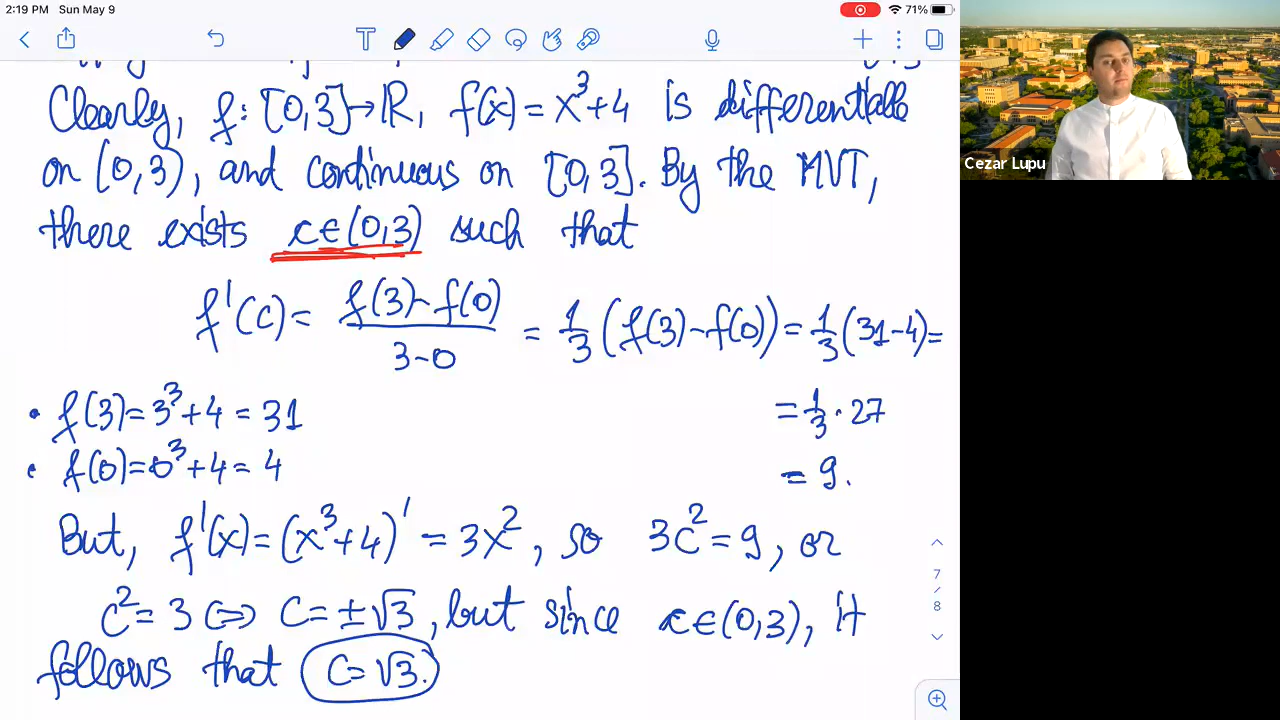 2:19 PM Sun May 9
71%
Clearly, f: [0,3]→ℝ, f(x) = x³+4 is differentiable
on (0,3), and continuous on [0,3]. By the MVT,
there exists c∈(0,3) such that
f'(c) = (f(3)-f(0))/(3-0) = 1/3 (f(3)-f(0)) = 1/3 (31-4) =
• f(3) = 3³+4 = 31
= 1/3 · 27
• f(0) = 0³+4 = 4
= 9.
But, f'(x) = (x³+4)' = 3x², so 3c² = 9, or
c² = 3 ⇔ c = ±√3, but since c∈(0,3), it
follows that c = √3.
7
/
8
Cezar Lupu